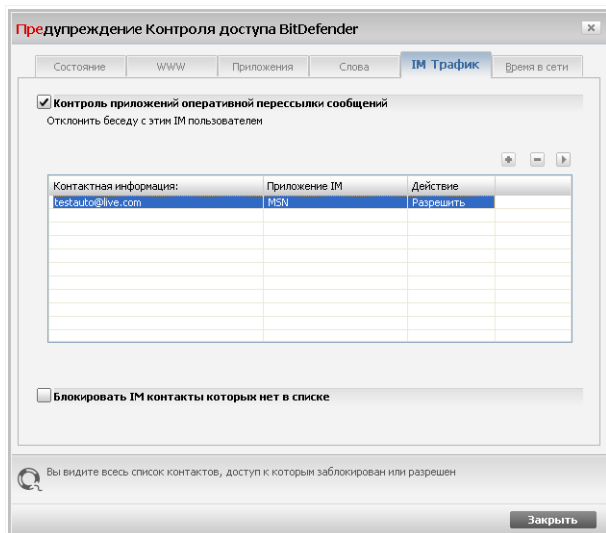 Предупреждение Контроля доступа BitDefender
Состояние WWW Приложения Слова IM Трафик Время в сети
Контроль приложений оперативной перессылки сообщений
Отклонить беседу с этим IM пользователем
Контактная информация: Приложение IM Действие
testauto@live.com MSN Разрешить
Блокировать IM контакты которых нет в списке
Вы видите всесь список контактов, доступ к которым заблокирован или разрешен
Закрыть